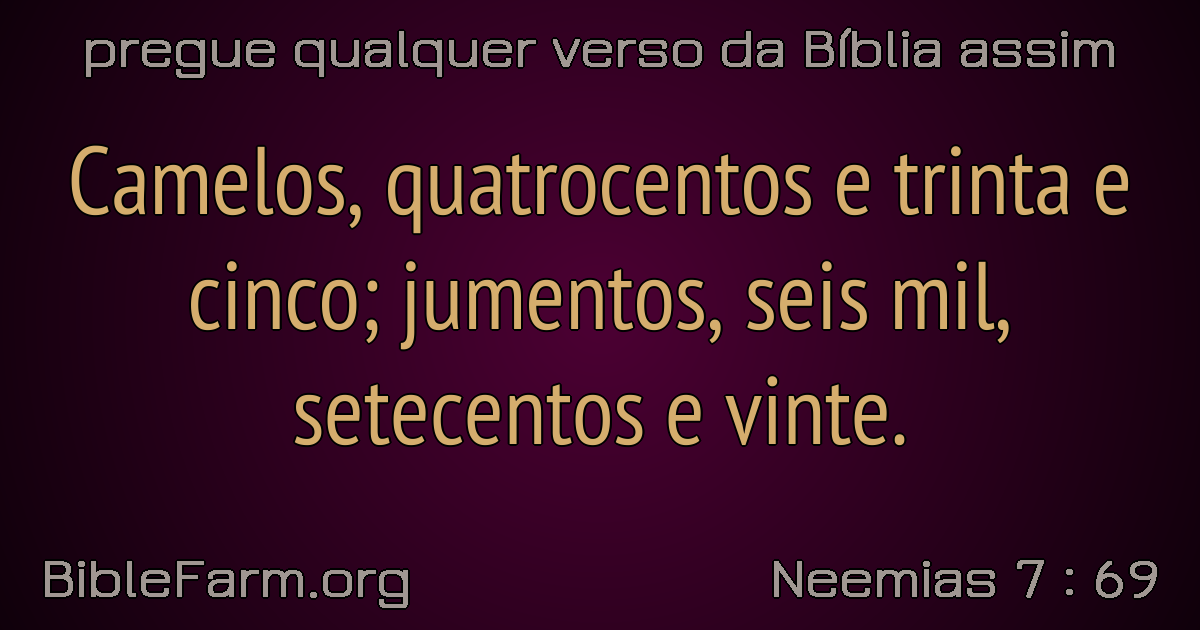 pregue qualquer verso da Bíblia assim
Camelos, quatrocentos e trinta e
cinco; jumentos, seis mil,
setecentos e vinte.
BibleFarm.org
Neemias 7 : 69